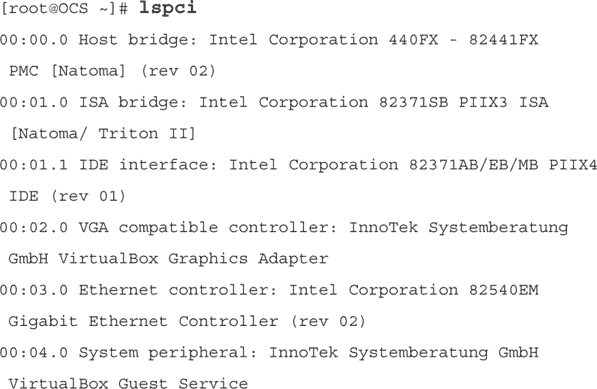 [root@OCS ~]# lspci
00:00.0 Host bridge: Intel Corporation 440FX - 82441FX
PMC [Natoma] (rev 02)
00:01.0 ISA bridge: Intel Corporation 82371SB PIIX3 ISA
[Natoma/ Triton II]
00:01.1 IDE interface: Intel Corporation 82371AB/EB/MB PIIX4
IDE (rev 01)
00:02.0 VGA compatible controller: InnoTek Systemberatung
GmbH VirtualBox Graphics Adapter
00:03.0 Ethernet controller: Intel Corporation 82540EM
Gigabit Ethernet Controller (rev 02)
00:04.0 System peripheral: InnoTek Systemberatung GmbH
VirtualBox Guest Service